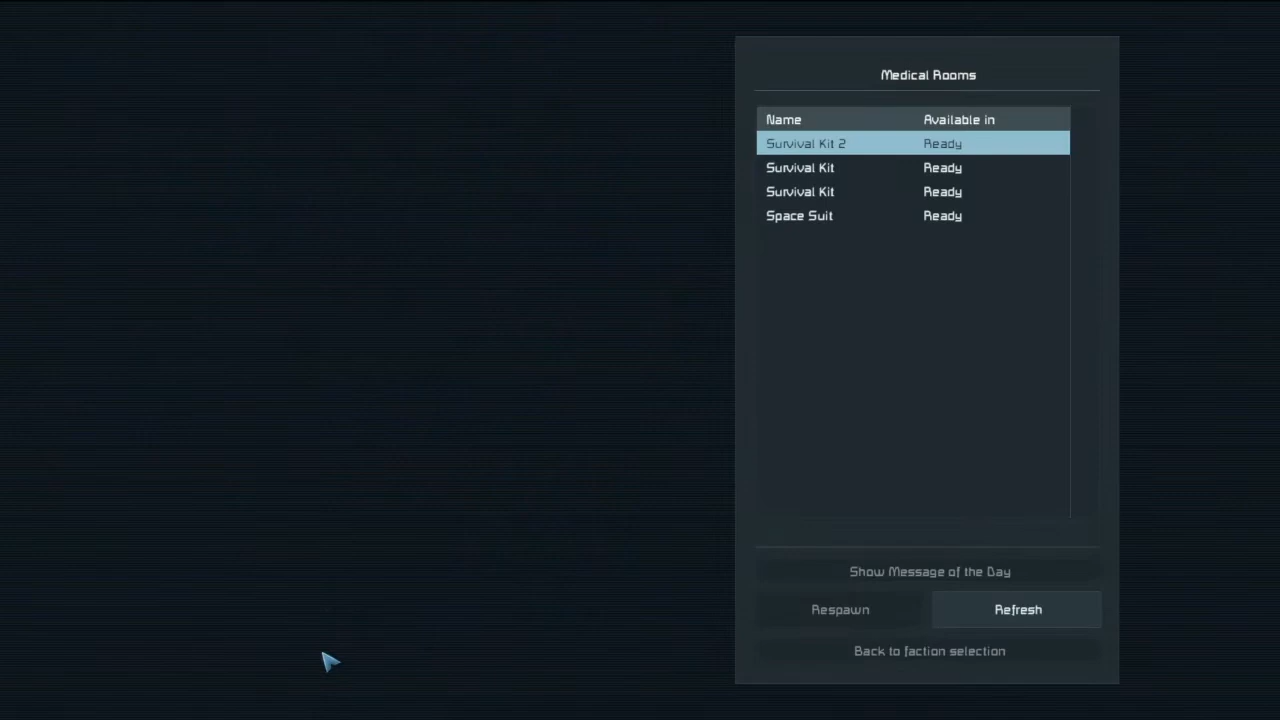 Medical Rooms
Name Available in
Survival Kit 2 Ready
Survival Kit Ready
Survival Kit Ready
Space Suit Ready
Show Message of the Day
Respawn Refresh
Back to faction selection